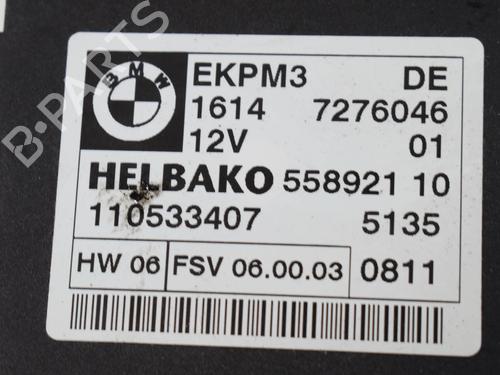 B-PARTS
BMW
EKPM3 DE
1614 7276046
12V 01
HELBAKO 558921 10
110533407 5135
HW 06 FSV 06.00.03 0811